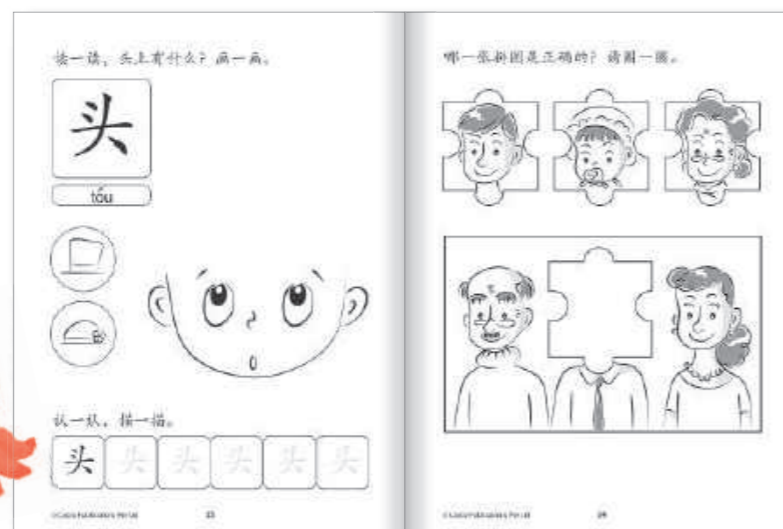 读一读，头上有什么？画一画。
头
tóu
认一认，描一描。
头 头 头 头 头 头
哪一张拼图是正确的？请圈一圈。